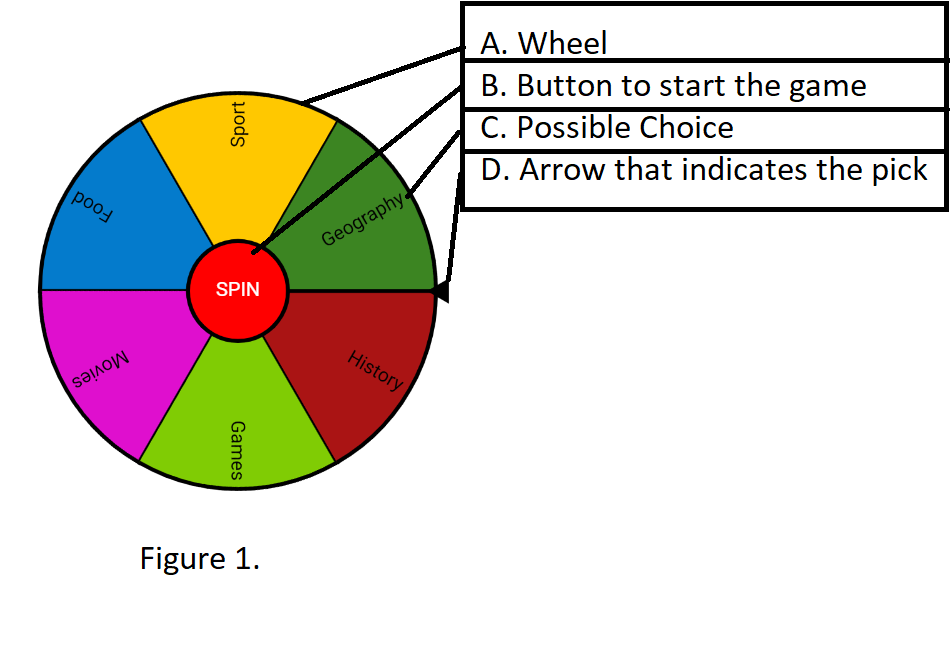 A. Wheel
B. Button to start the game
C. Possible Choice
D. Arrow that indicates the pick
Sport
Food
Geography
SPIN
Movies
History
Games
Figure 1.